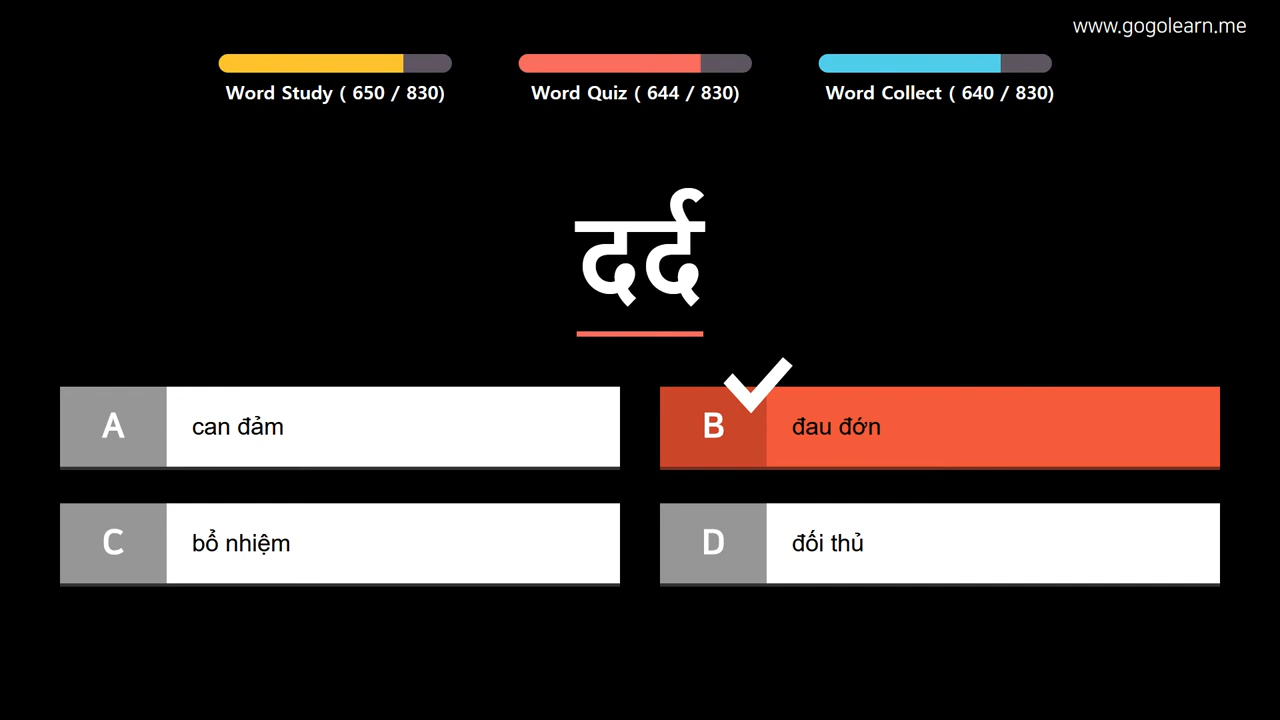 www.gogolearn.me
Word Study ( 650 / 830)
Word Quiz ( 644 / 830)
Word Collect ( 640 / 830)
दर्द
A
can đảm
B
đau đớn
C
bổ nhiệm
D
đối thủ